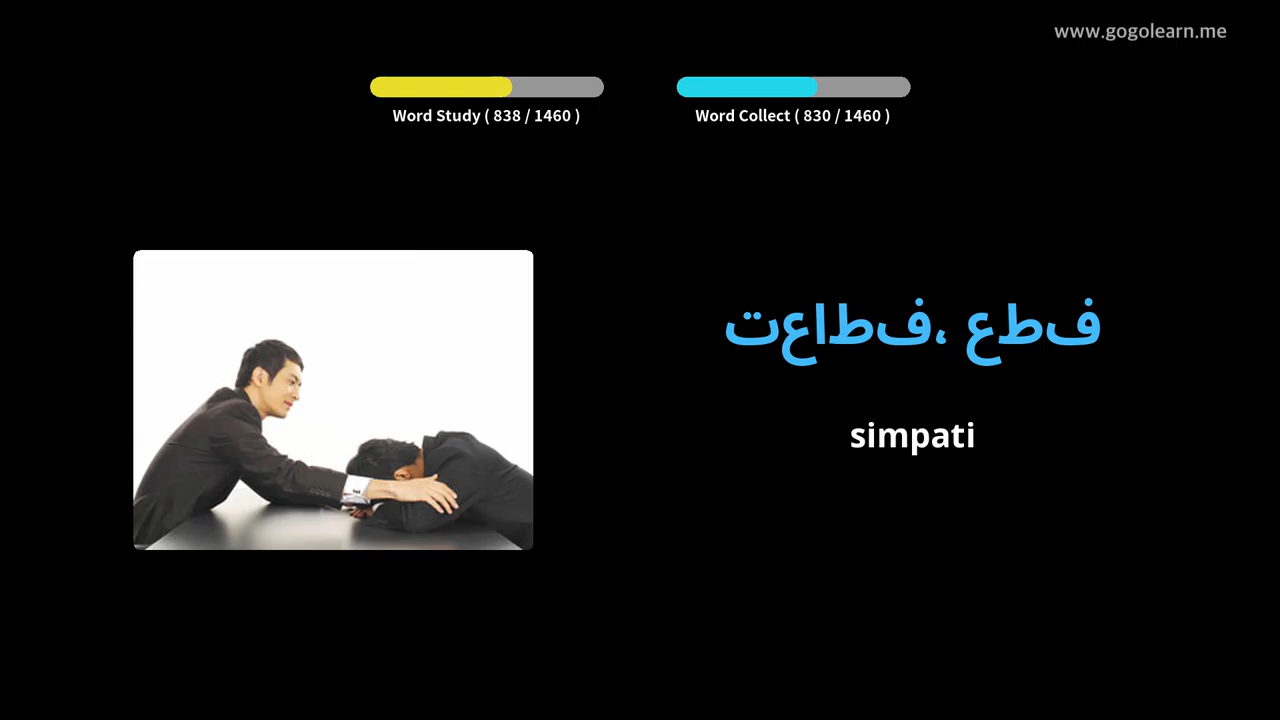 www.gogolearn.me
Word Study ( 838 / 1460 )
Word Collect ( 830 / 1460 )
تعاطف، عطف
simpati